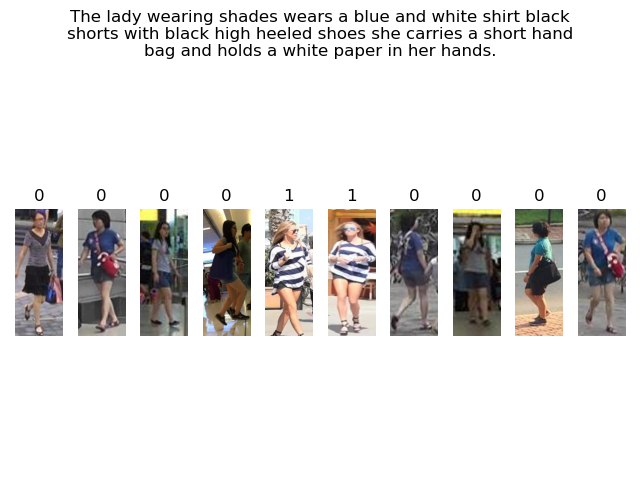 The lady wearing shades wears a blue and white shirt black
shorts with black high heeled shoes she carries a short hand
bag and holds a white paper in her hands.
0 0 0 0 1 1 0 0 0 0